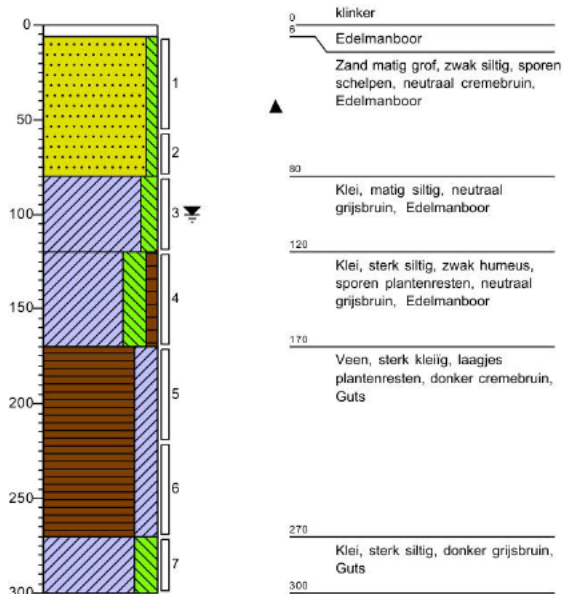 0
50
100
150
200
250
300
1
2
3
4
5
6
7
0
klinker
6
Edelmanboor
Zand matig grof, zwak siltig, sporen
schelpen, neutraal cremebruin,
Edelmanboor
80
Klei, matig siltig, neutraal
grijsbruin, Edelmanboor
120
Klei, sterk siltig, zwak humeus,
sporen plantenresten, neutraal
grijsbruin, Edelmanboor
170
Veen, sterk kleiïg, laagjes
plantenresten, donker cremebruin,
Guts
270
Klei, sterk siltig, donker grijsbruin,
Guts
300